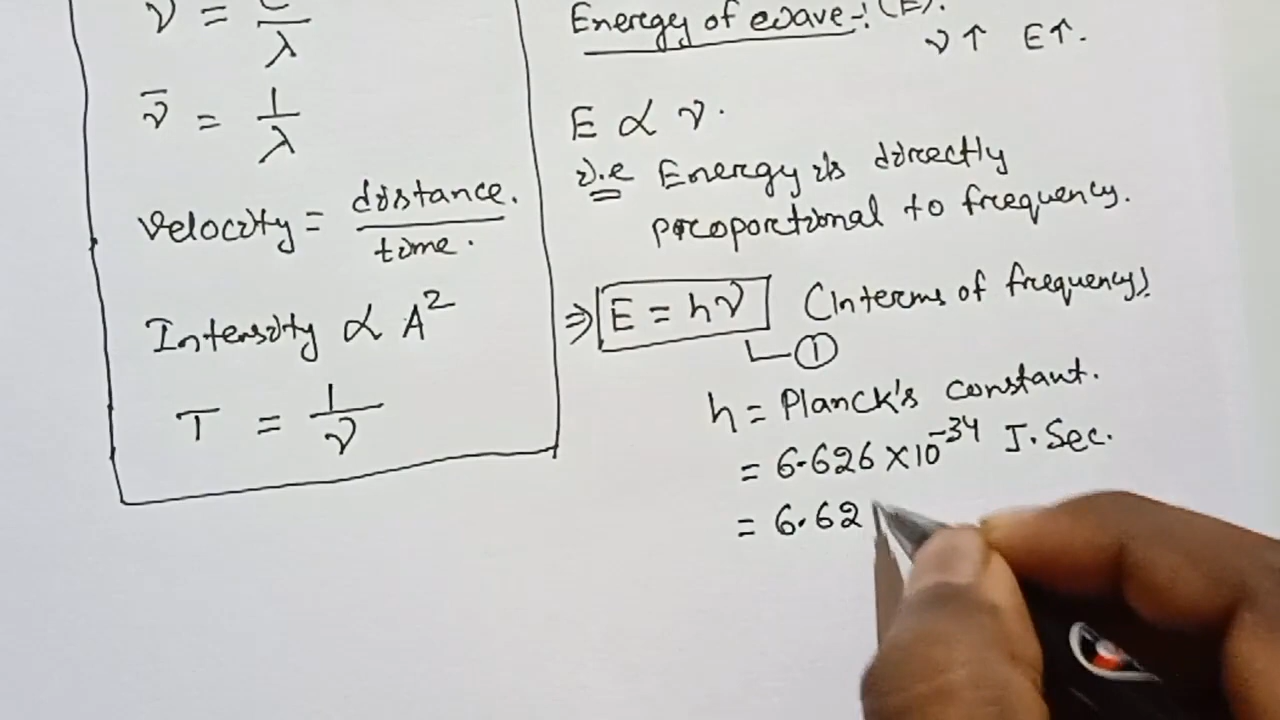 ν = c/λ
ν̄ = 1/λ
Velocity = distance./time.
Intensity ∝ A²
T = 1/ν
Energy of wave-: (E).
ν↑ E↑.
E ∝ ν.
i.e Energy is directly
proportional to frequency.
⇒ E = hν (Interms of frequency)
①
h = Planck's constant.
= 6.626 × 10⁻³⁴ J. Sec.
= 6.62